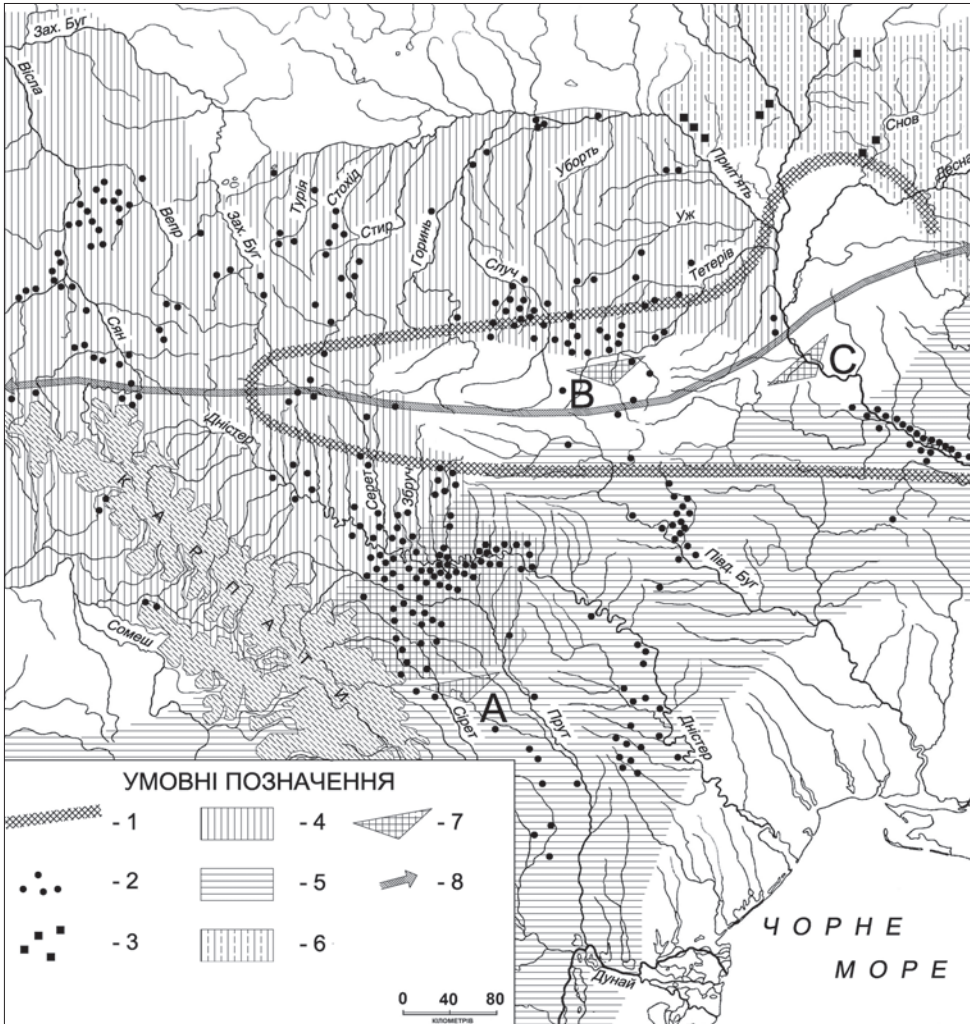 Зах. Буг
Вісла
Снов
Десна
Прип'ять
Уборть
Турія
Стохід
Вепр
Зах. Буг
Стир
Горинь
Уж
Тетерів
Случ
Сян
C
B
Дністер
Серет
Збруч
КАРПАТИ
Півд. Буг
Сомеш
A
Сірет
Прут
Дністер
УМОВНІ ПОЗНАЧЕННЯ
- 1
- 4
- 7
- 2
- 5
- 8
- 3
- 6
0 40 80
КІЛОМЕТРІВ
ЧОРНЕ
МОРЕ
Дунай